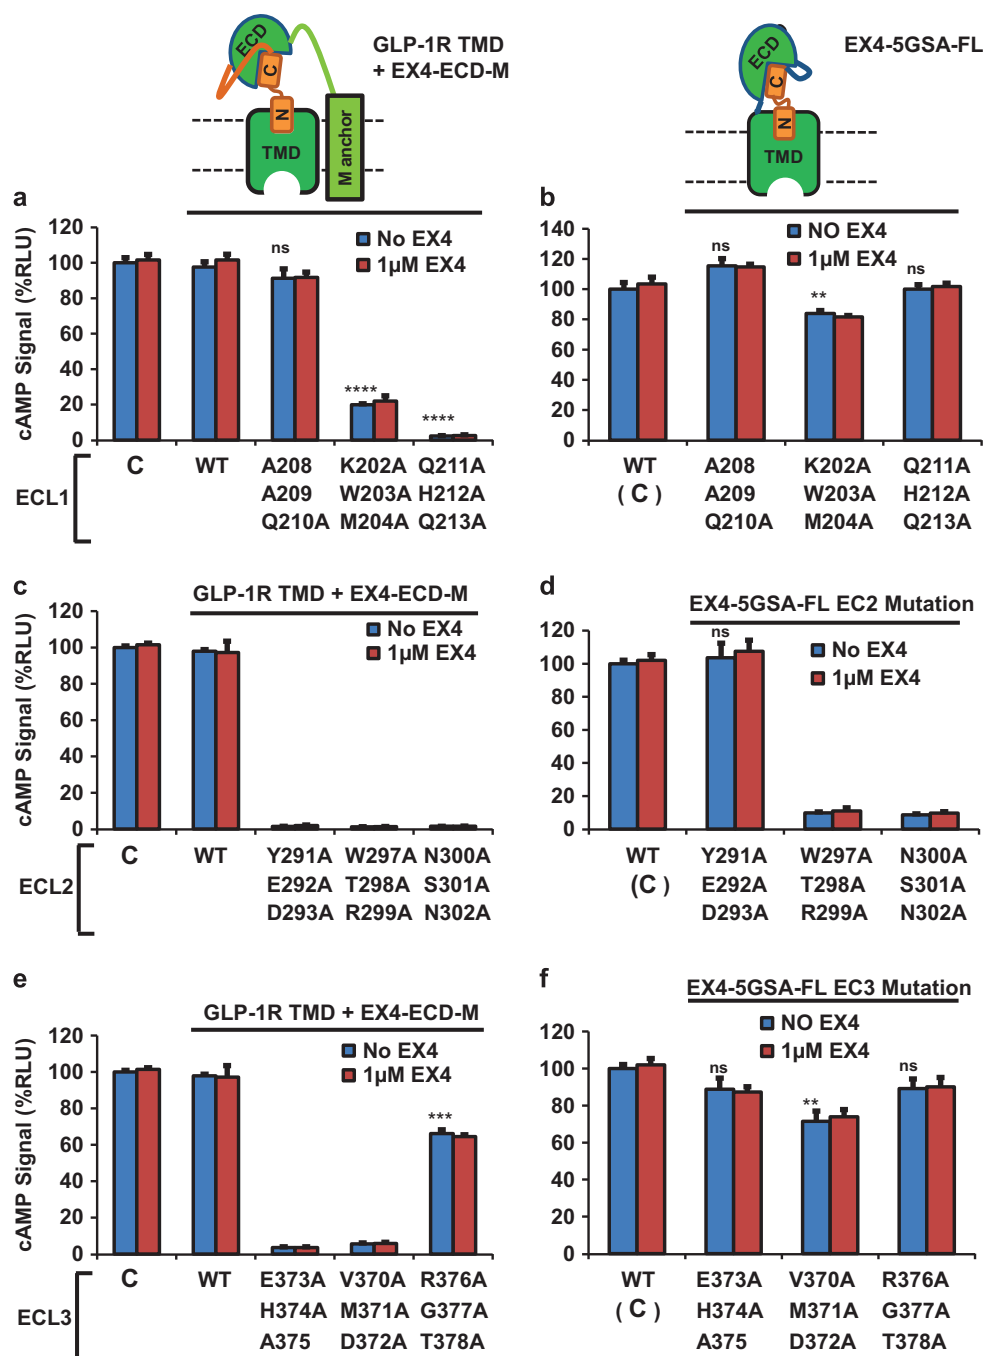 GLP-1R TMD
+ EX4-ECD-M
ECD
C
N
TMD
M anchor
EX4-5GSA-FL
ECD
C
N
TMD
a
cAMP Signal (%RLU)
120
100
80
60
40
20
0
No EX4
1µM EX4
ns
****
****
C
WT
A208 K202A Q211A
A209 W203A H212A
Q210A M204A Q213A
ECL1
b
140
120
100
80
60
40
20
0
NO EX4
1µM EX4
ns
**
ns
WT
( C )
A208 K202A Q211A
A209 W203A H212A
Q210A M204A Q213A
c
GLP-1R TMD + EX4-ECD-M
cAMP Signal (%RLU)
120
100
80
60
40
20
0
No EX4
1µM EX4
C
WT
Y291A W297A N300A
E292A T298A S301A
D293A R299A N302A
ECL2
d
EX4-5GSA-FL EC2 Mutation
120
100
80
60
40
20
0
No EX4
1µM EX4
ns
WT
(C )
Y291A W297A N300A
E292A T298A S301A
D293A R299A N302A
e
GLP-1R TMD + EX4-ECD-M
cAMP Signal (%RLU)
120
100
80
60
40
20
0
No EX4
1µM EX4
***
C
WT
E373A V370A R376A
H374A M371A G377A
A375 D372A T378A
ECL3
f
EX4-5GSA-FL EC3 Mutation
120
100
80
60
40
20
0
NO EX4
1µM EX4
ns
**
ns
WT
( C )
E373A V370A R376A
H374A M371A G377A
A375 D372A T378A